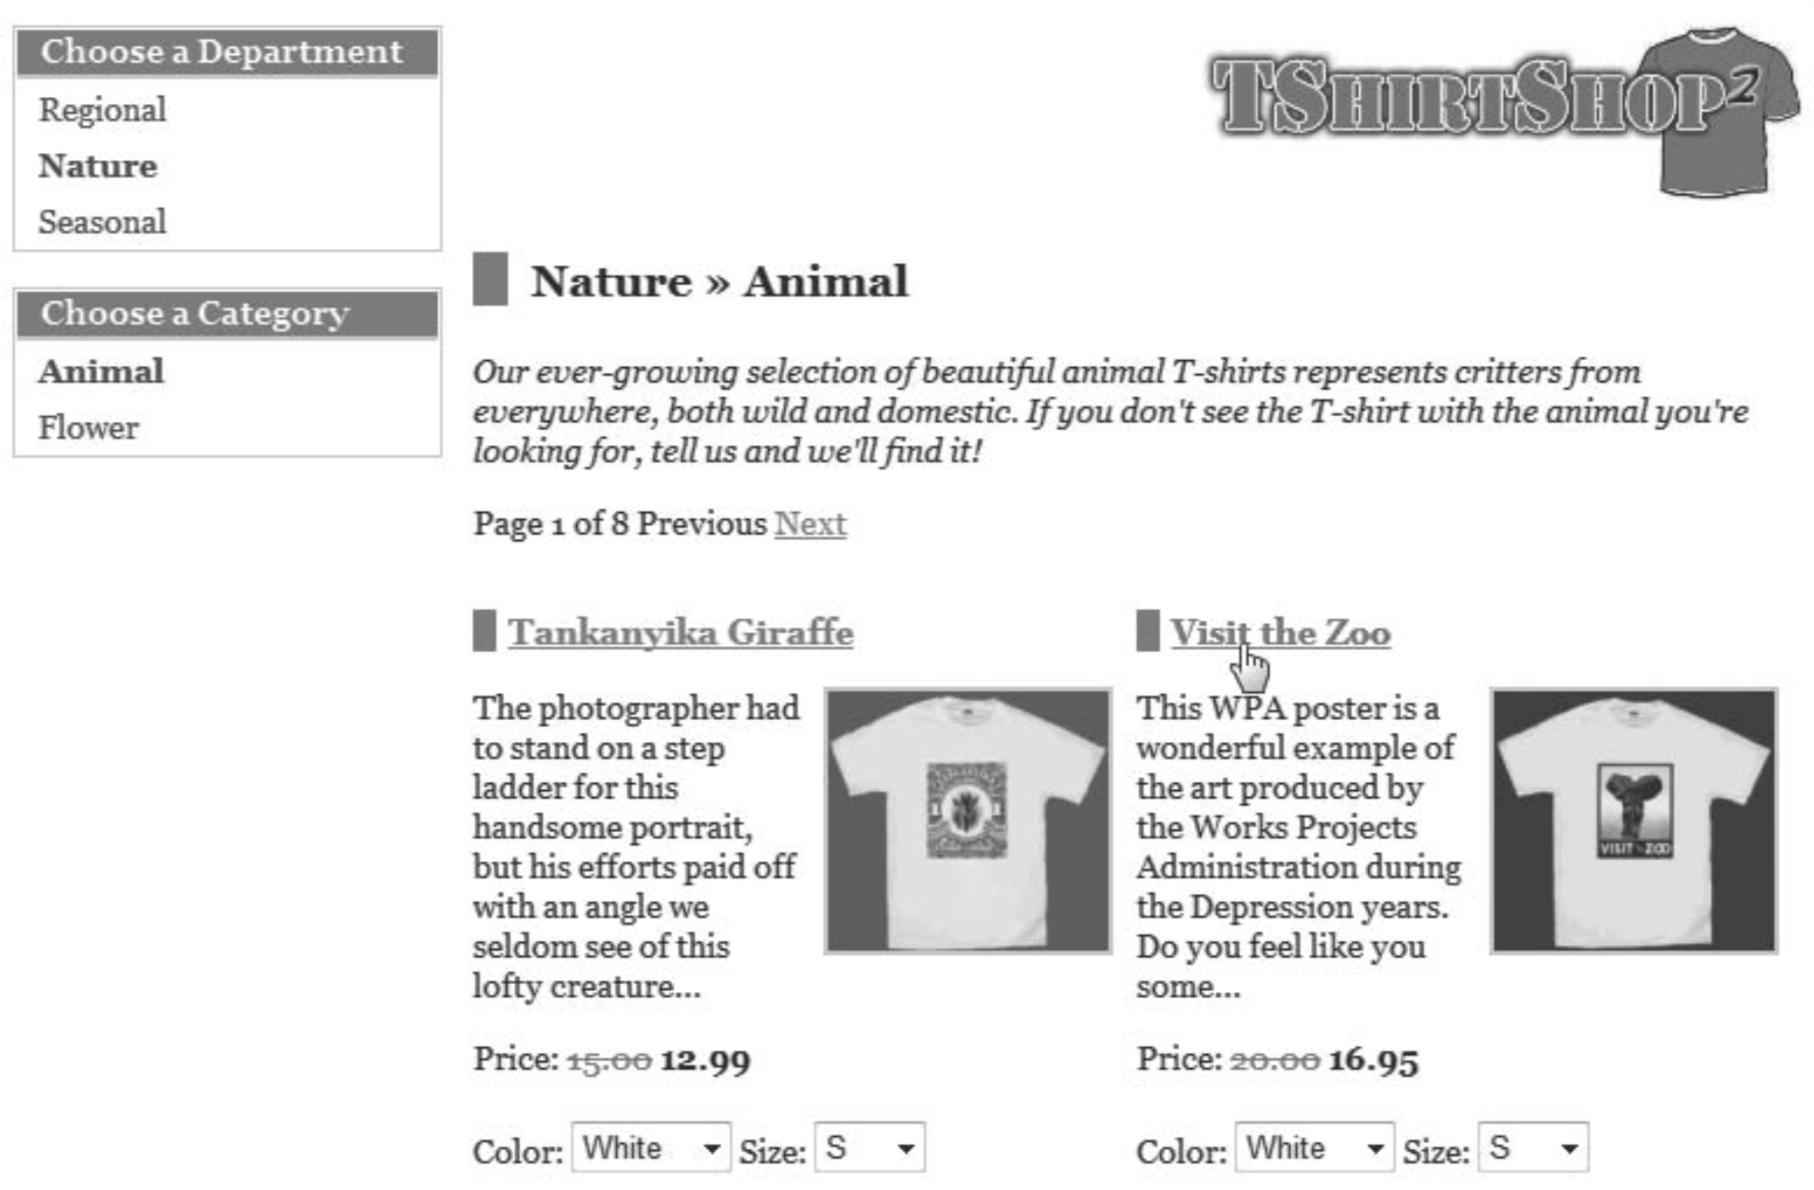 Choose a Department
Regional
Nature
Seasonal
Choose a Category
Animal
Flower
TShirtShop²
Nature » Animal
Our ever-growing selection of beautiful animal T-shirts represents critters from
everywhere, both wild and domestic. If you don't see the T-shirt with the animal you're
looking for, tell us and we'll find it!
Page 1 of 8 Previous Next
Tankanyika Giraffe
The photographer had
to stand on a step
ladder for this
handsome portrait,
but his efforts paid off
with an angle we
seldom see of this
lofty creature...
Price: 15.00 12.99
Color: White Size: S
Visit the Zoo
This WPA poster is a
wonderful example of
the art produced by
the Works Projects
Administration during
the Depression years.
Do you feel like you
some...
VISIT ZOO
Price: 20.00 16.95
Color: White Size: S